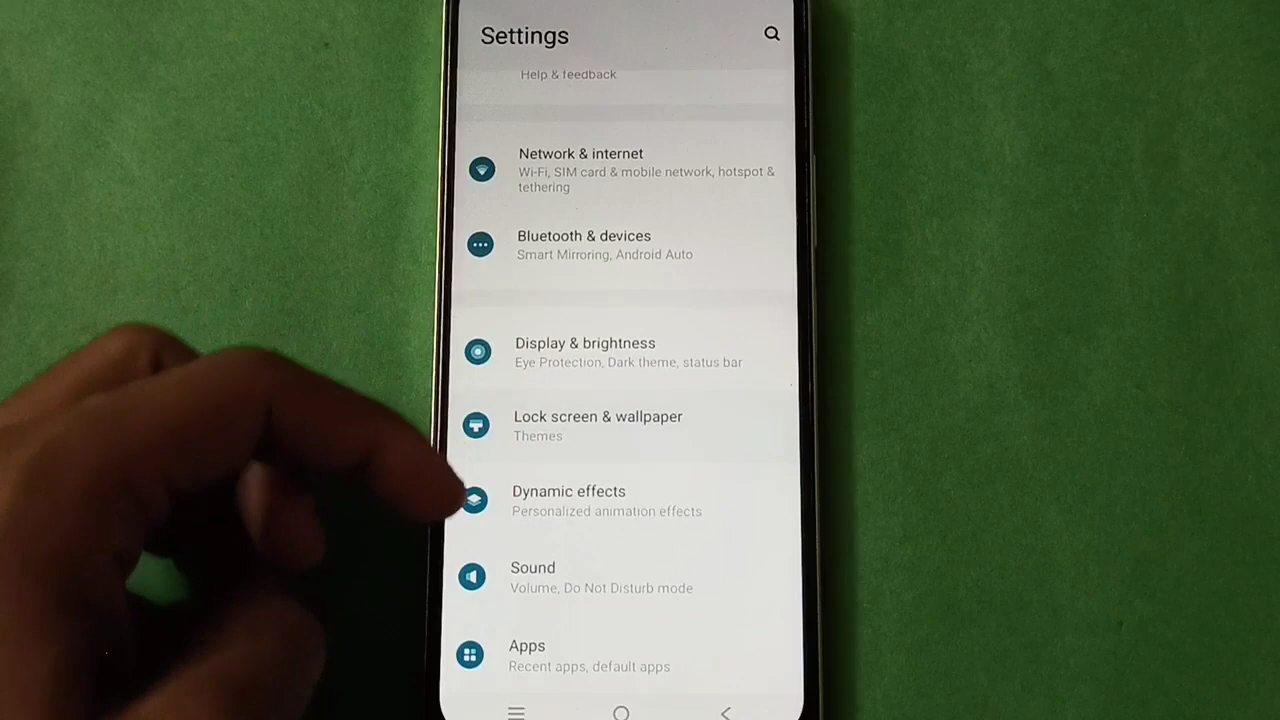 Settings
Help & feedback
Network & internet
Wi-Fi, SIM card & mobile network, hotspot &
tethering
Bluetooth & devices
Smart Mirroring, Android Auto
Display & brightness
Eye Protection, Dark theme, status bar
Lock screen & wallpaper
Themes
Dynamic effects
Personalized animation effects
Sound
Volume, Do Not Disturb mode
Apps
Recent apps, default apps